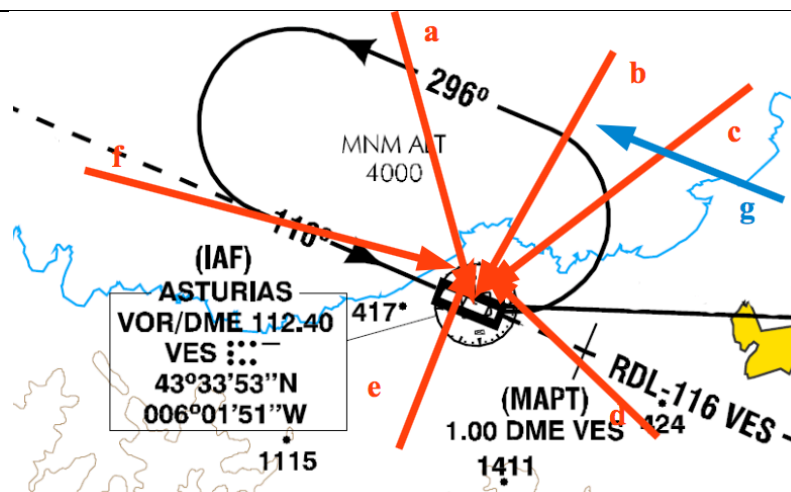 a
b
296º
c
MNM ALT
4000
f
g
116º
(IAF)
ASTURIAS
VOR/DME 112.40
VES
43º33'53”N
006º01'51”W
417
e
(MAPT)
1.00 DME VES
RDL-116 VES
d
424
1115
1411